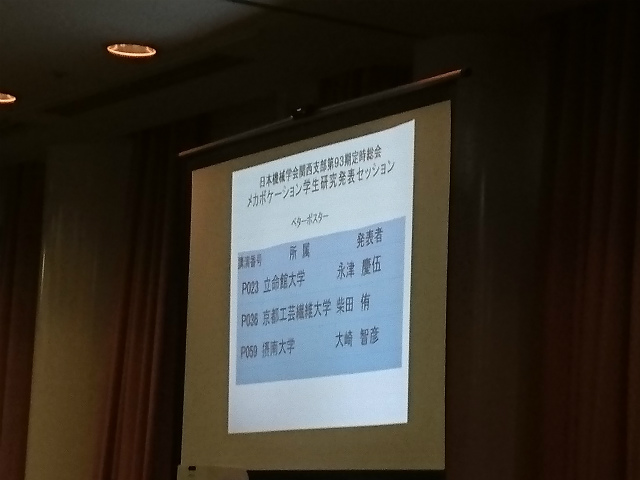 日本機械学会関西支部第93期定時総会
メカボケーション学生研究発表セッション
ベターポスター
講演番号 所属 発表者
P023 立命館大学 永津 慶伍
P036 京都工芸繊維大学 柴田 侑
P059 摂南大学 大崎 智彦